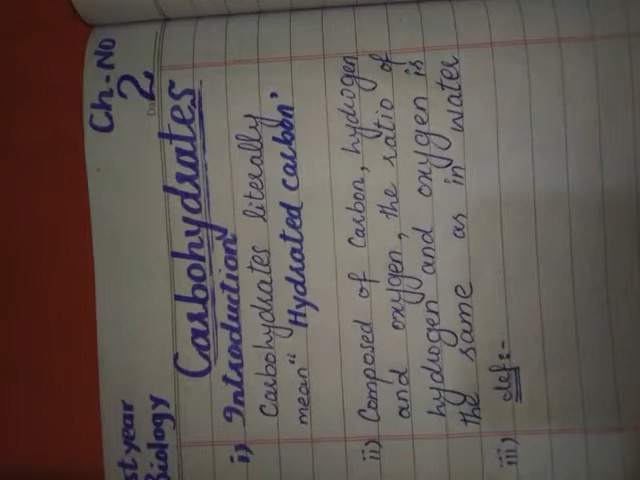 st year
Biology
Ch-No
2
Carbohydrates
i) Introduction
Carbohydrates literally
mean "Hydrated carbon,
ii) Composed of Carbon, hydrogen
and oxygen, the ratio of
hydrogen and oxygen is
the same as in water
iii) def:-